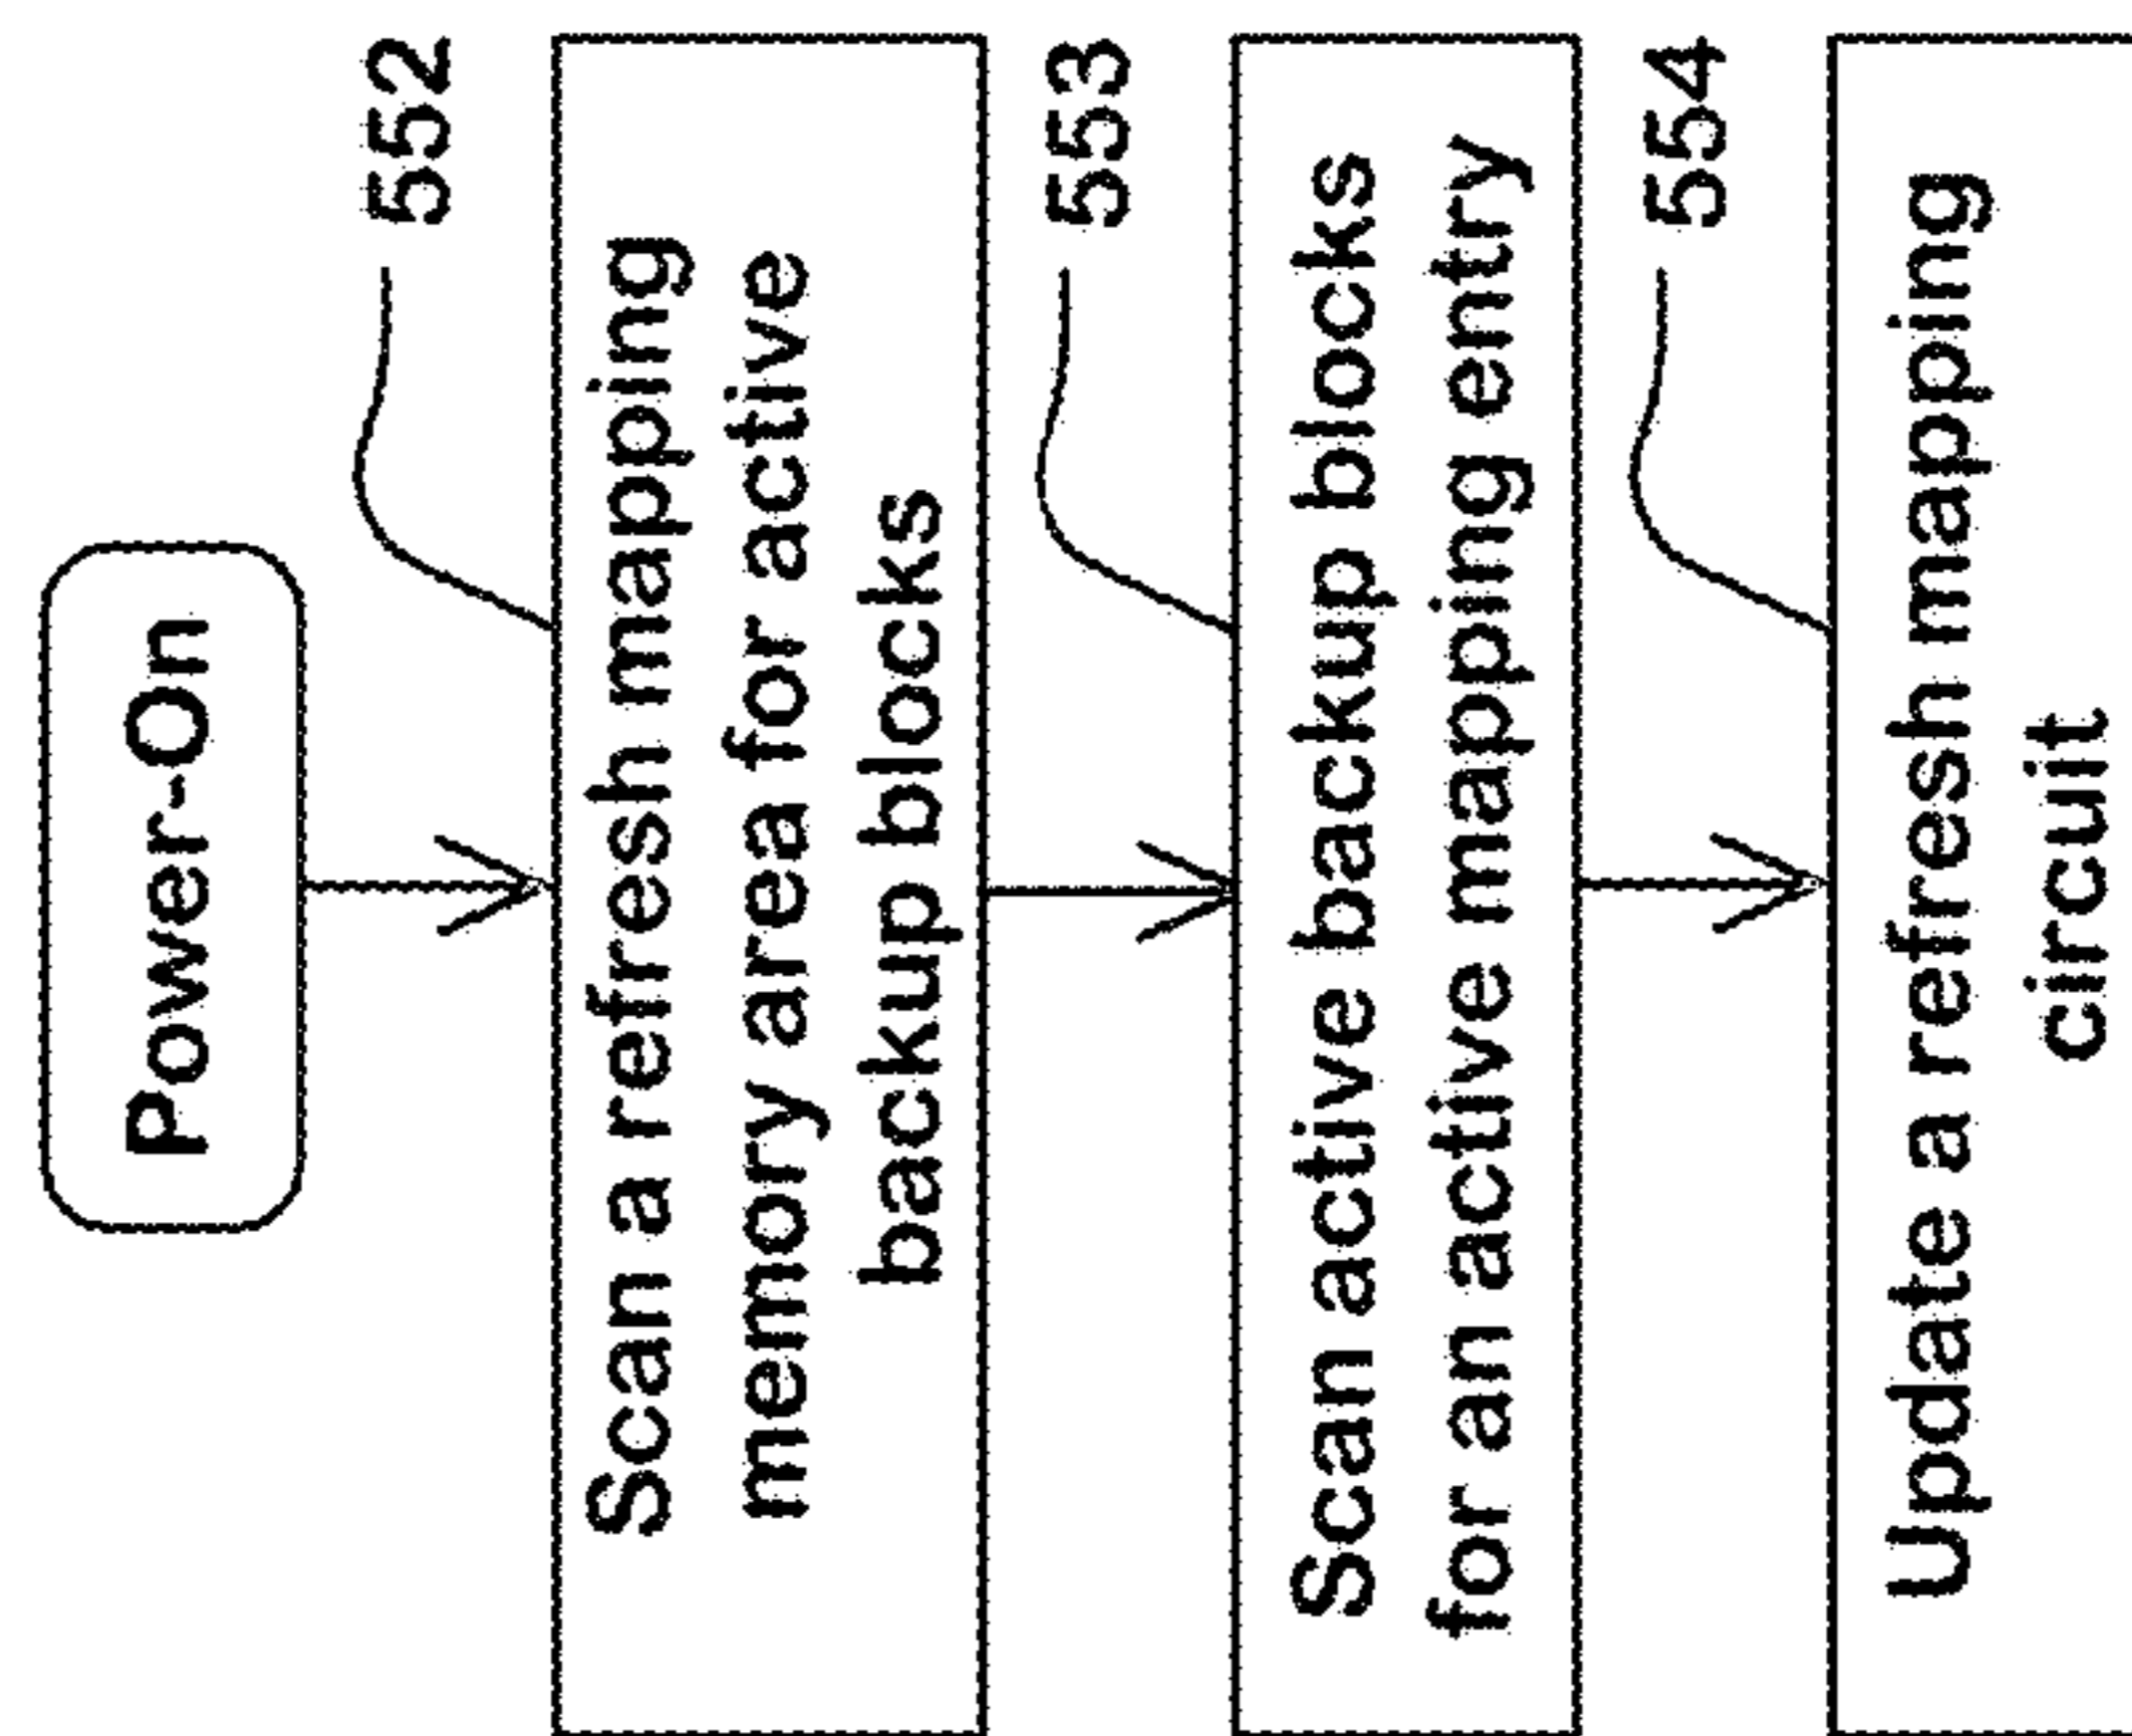 Power-On
552
Scan a refresh mapping
memory area for active
backup blocks
553
Scan active backup blocks
for an active mapping entry
554
Update a refresh mapping
circuit